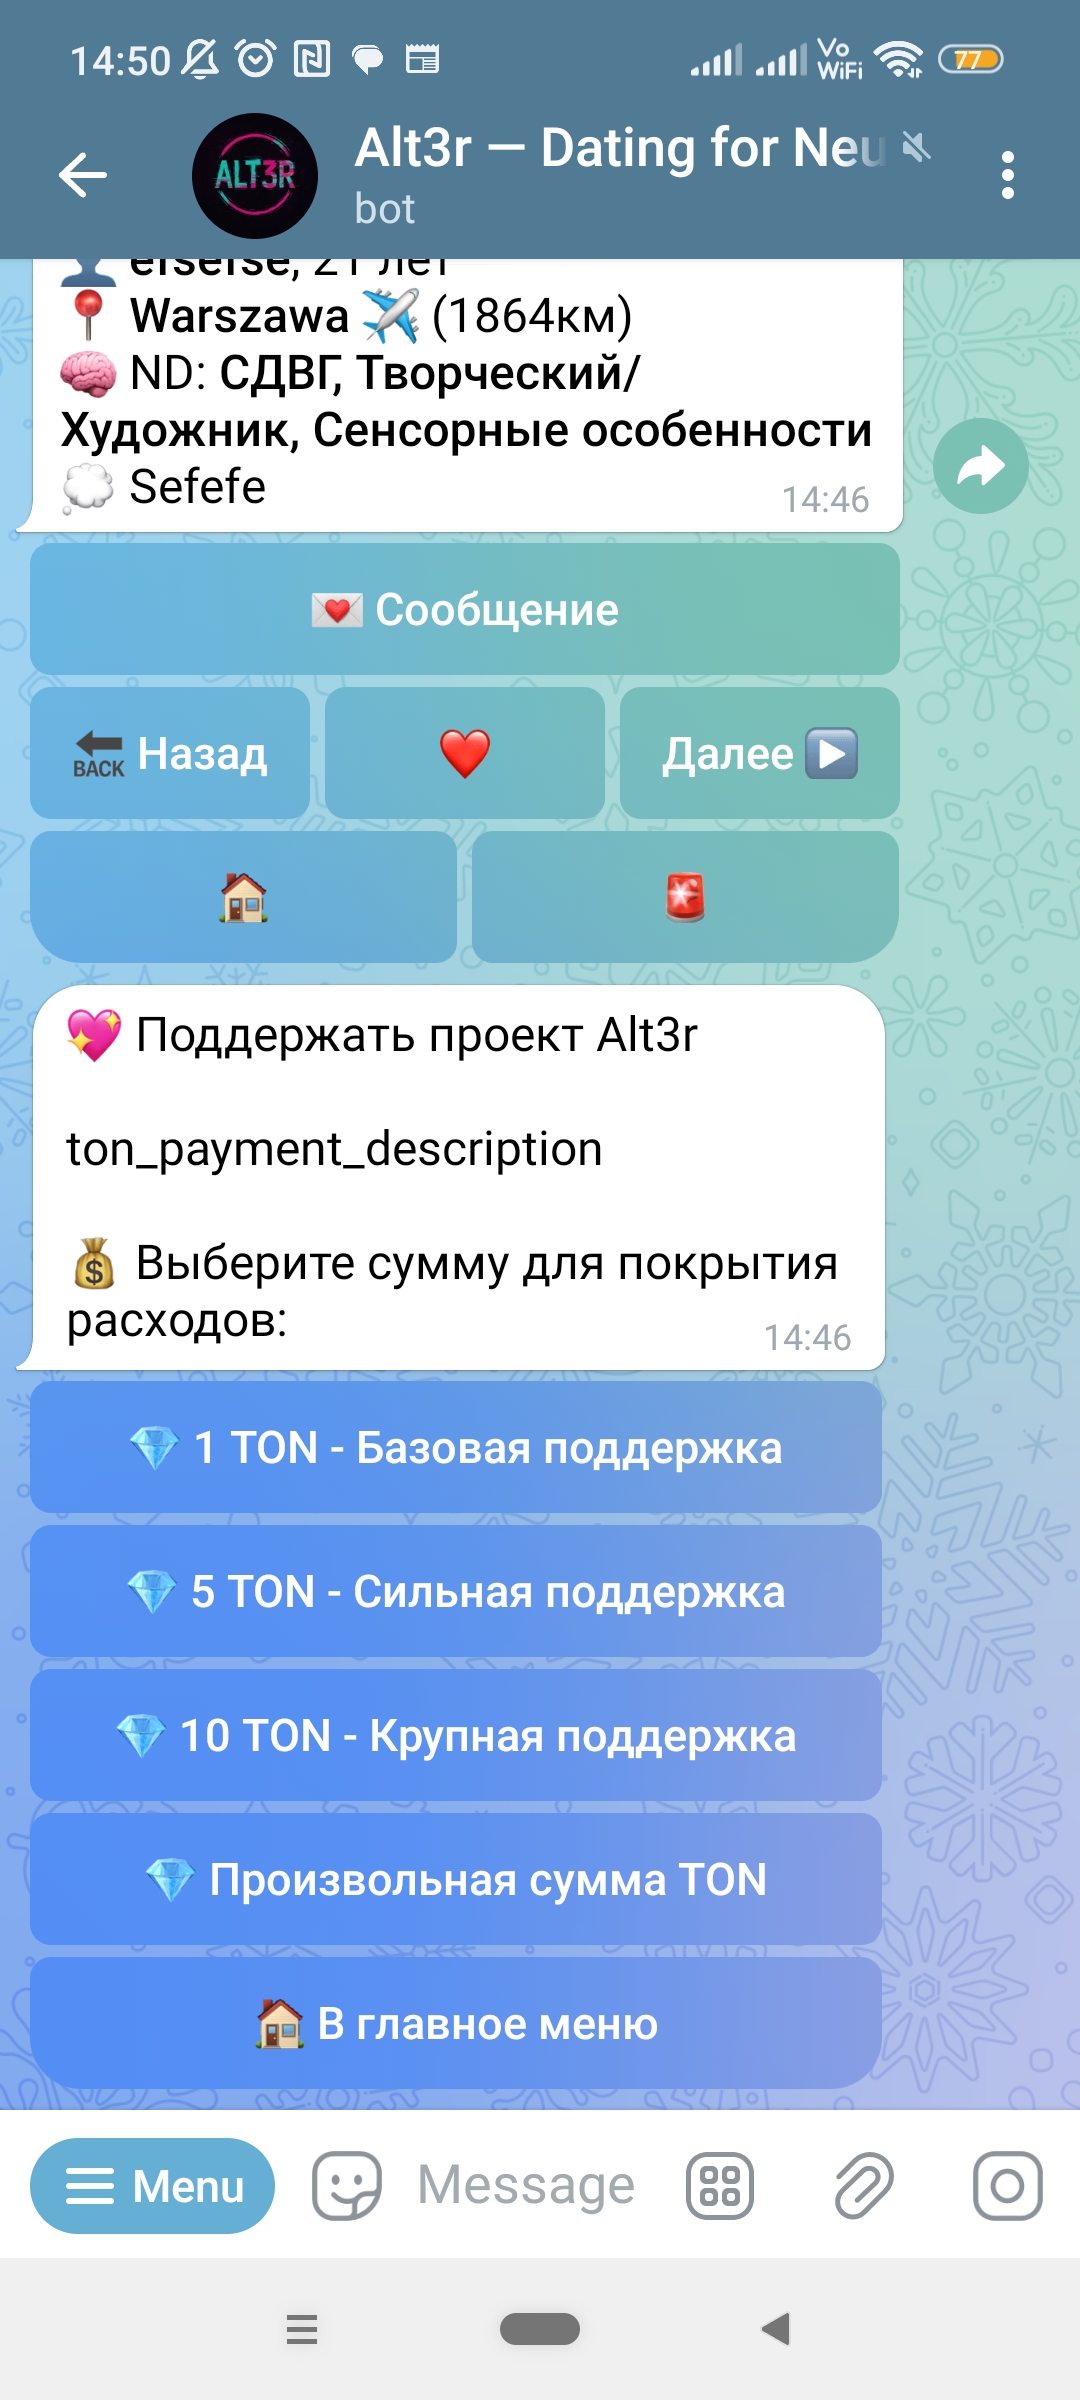 14:50
Vo
WiFi
77
ALT3R
Alt3r — Dating for Neu
bot
efsefse, 21 лет
Warszawa ✈️ (1864км)
ND: СДВГ, Творческий/
Художник, Сенсорные особенности
Sefefe
14:46
Сообщение
BACK Назад
Далее
Поддержать проект Alt3r
ton_payment_description
Выберите сумму для покрытия
расходов:
14:46
1 TON - Базовая поддержка
5 TON - Сильная поддержка
10 TON - Крупная поддержка
Произвольная сумма TON
В главное меню
Menu
Message